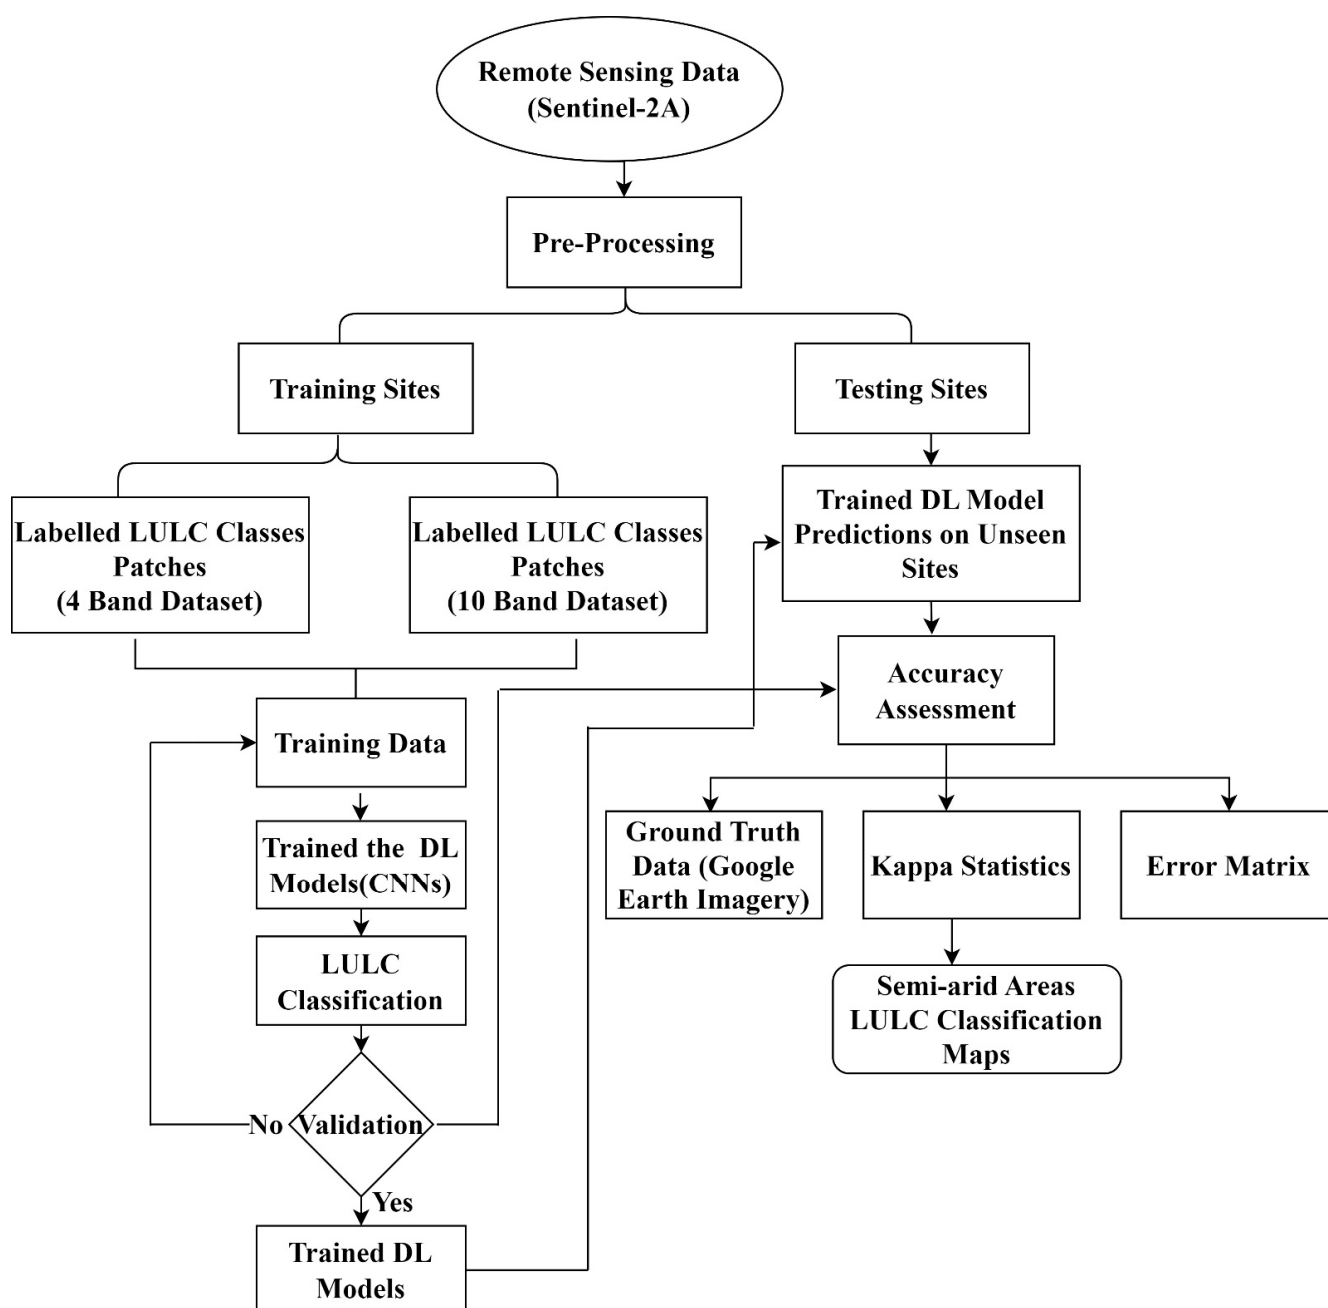 Remote Sensing Data
(Sentinel-2A)
Pre-Processing
Training Sites
Testing Sites
Labelled LULC Classes
Patches
(4 Band Dataset)
Labelled LULC Classes
Patches
(10 Band Dataset)
Trained DL Model
Predictions on Unseen
Sites
Accuracy
Assessment
Training Data
Trained the DL
Models(CNNs)
LULC
Classification
Ground Truth
Data (Google
Earth Imagery)
Kappa Statistics
Error Matrix
Semi-arid Areas
LULC Classification
Maps
No
Validation
Yes
Trained DL
Models